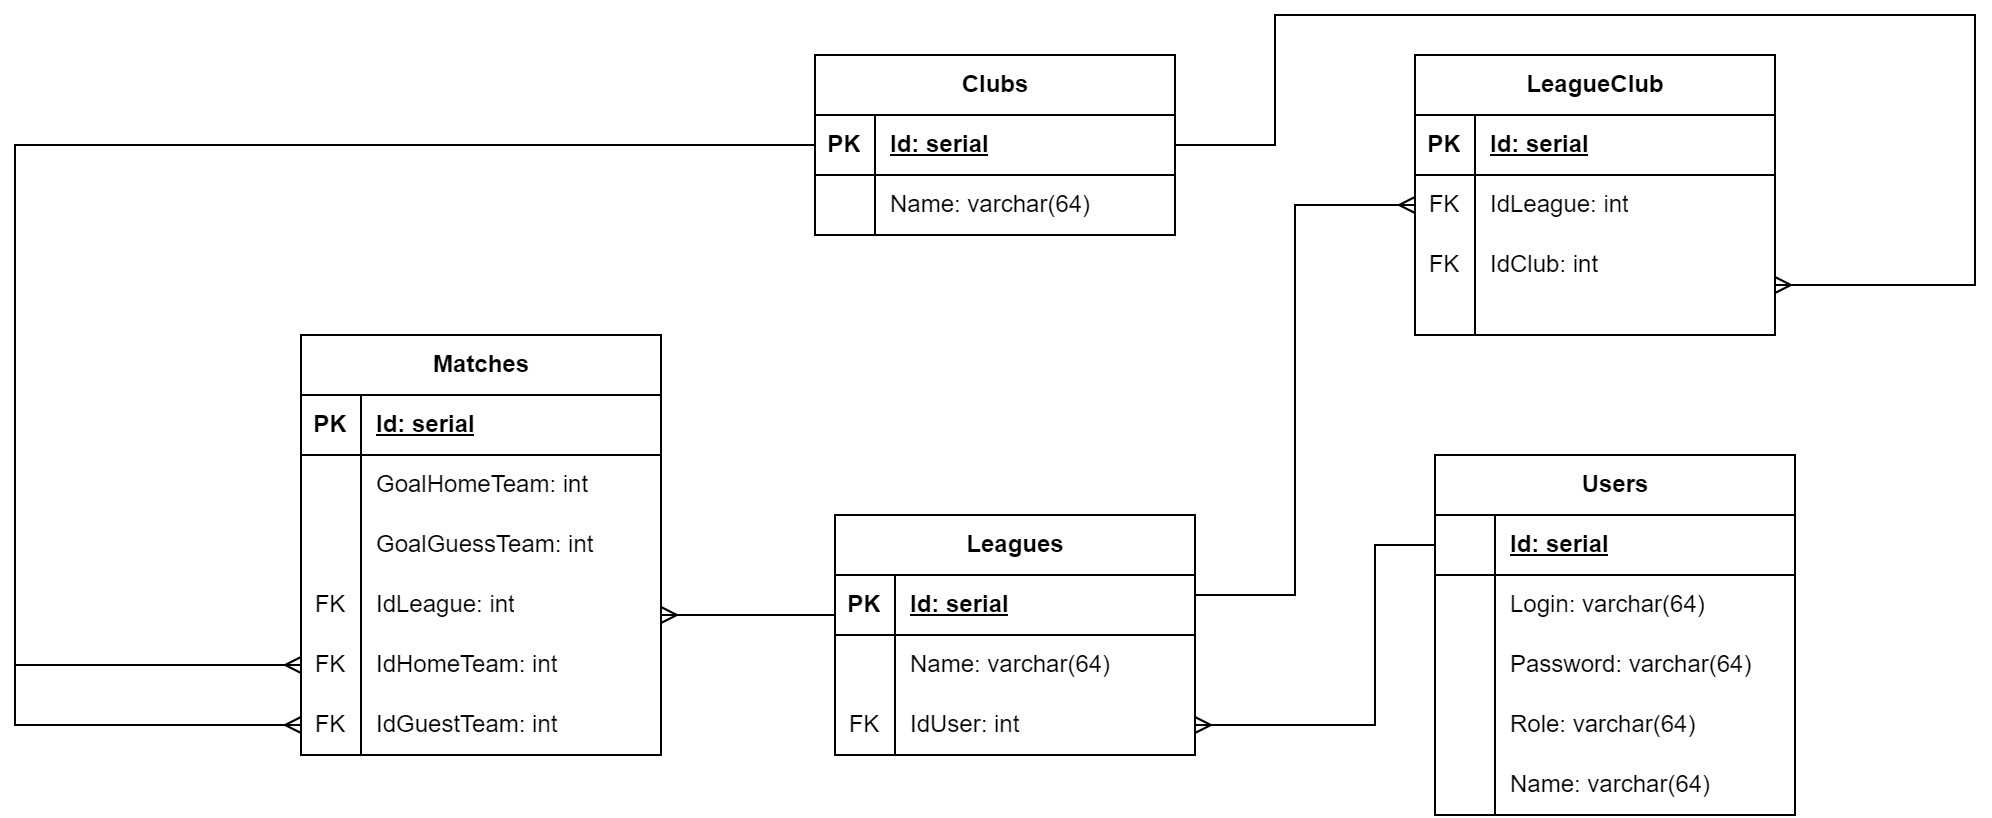 Clubs
PK Id: serial
Name: varchar(64)
LeagueClub
PK Id: serial
FK IdLeague: int
FK IdClub: int
Matches
PK Id: serial
GoalHomeTeam: int
GoalGuessTeam: int
FK IdLeague: int
FK IdHomeTeam: int
FK IdGuestTeam: int
Leagues
PK Id: serial
Name: varchar(64)
FK IdUser: int
Users
Id: serial
Login: varchar(64)
Password: varchar(64)
Role: varchar(64)
Name: varchar(64)